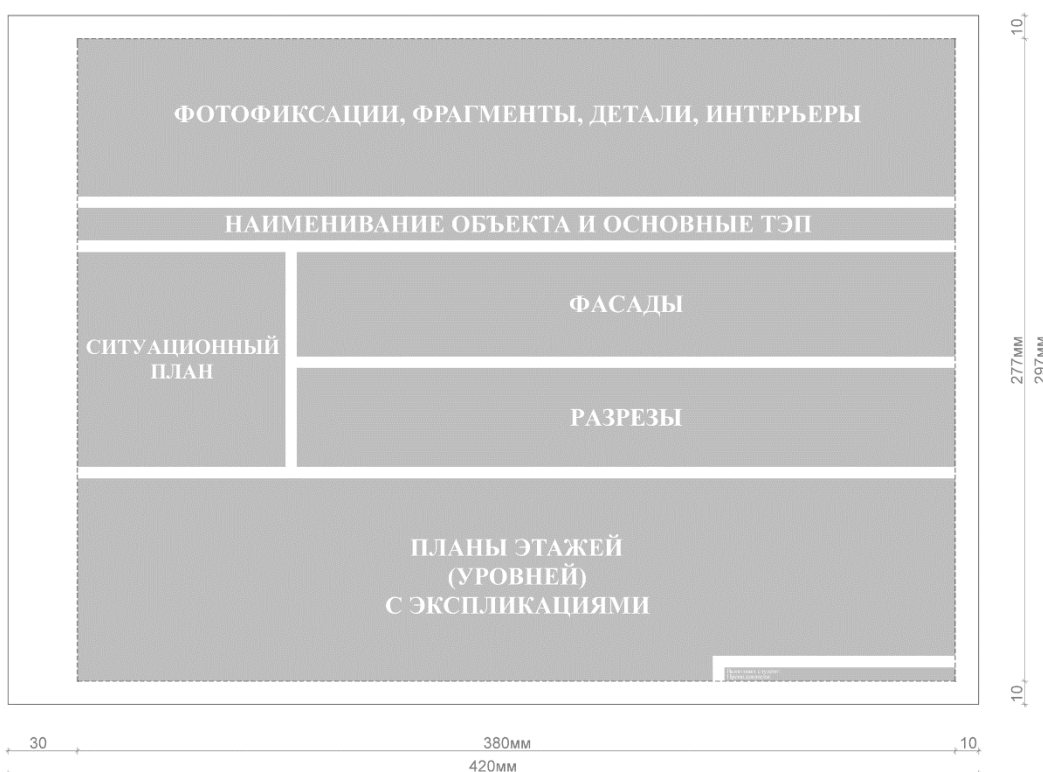 ФОТОФИКСАЦИИ, ФРАГМЕНТЫ, ДЕТАЛИ, ИНТЕРЬЕРЫ
НАИМЕНИВАНИЕ ОБЪЕКТА И ОСНОВНЫЕ ТЭП
СИТУАЦИОННЫЙ
ПЛАН
ФАСАДЫ
РАЗРЕЗЫ
ПЛАНЫ ЭТАЖЕЙ
(УРОВНЕЙ)
С ЭКСПЛИКАЦИЯМИ
10
277мм
297мм
10
30
380мм
10
420мм